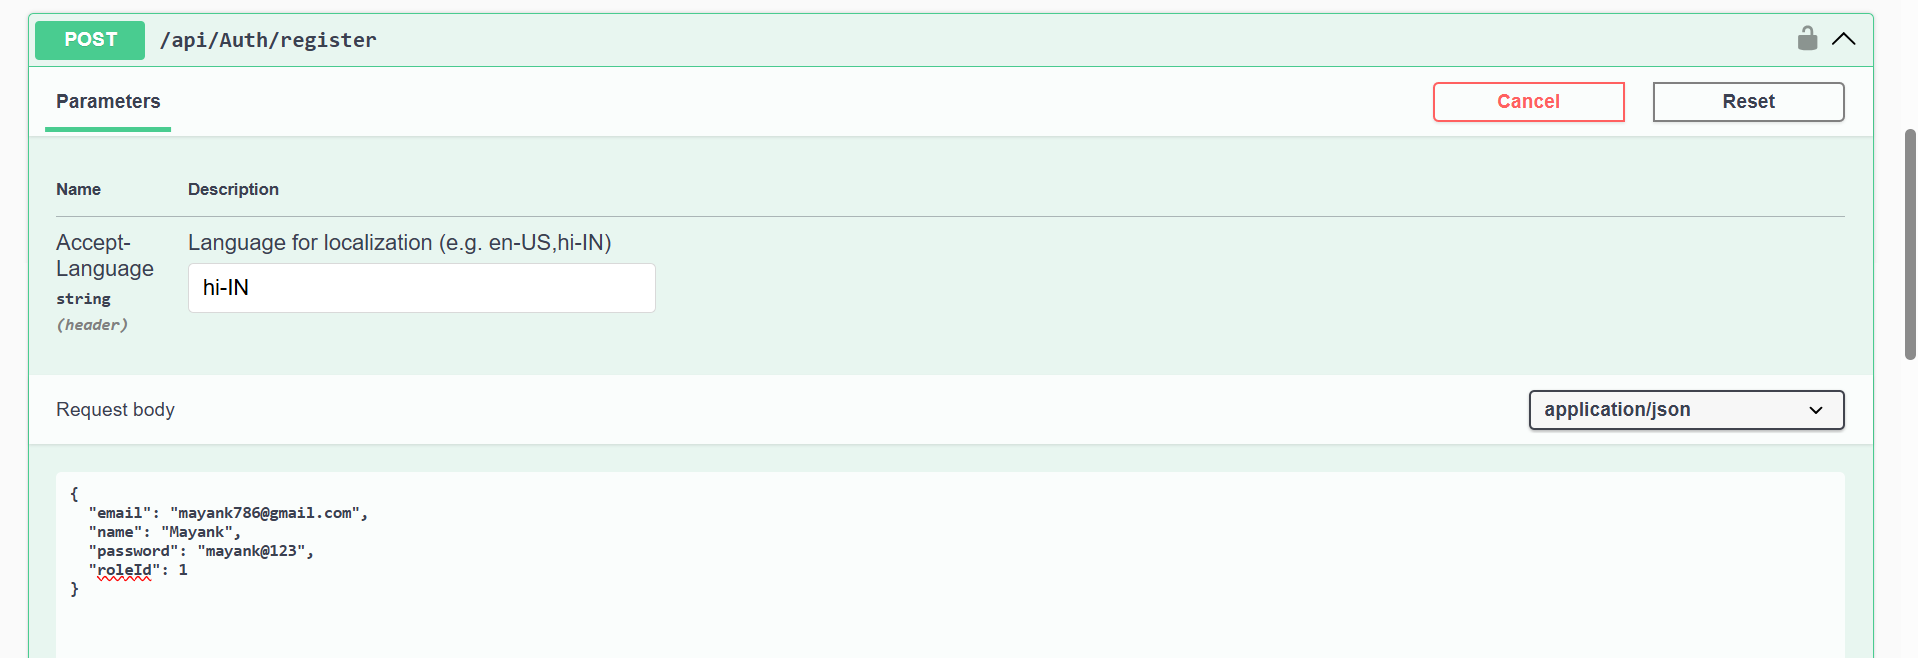 POST /api/Auth/register
Parameters
Cancel
Reset
Name Description
Accept-
Language
string
(header)
Language for localization (e.g. en-US,hi-IN)
hi-IN
Request body
application/json
{
"email": "mayank786@gmail.com",
"name": "Mayank",
"password": "mayank@123",
"roleId": 1
}